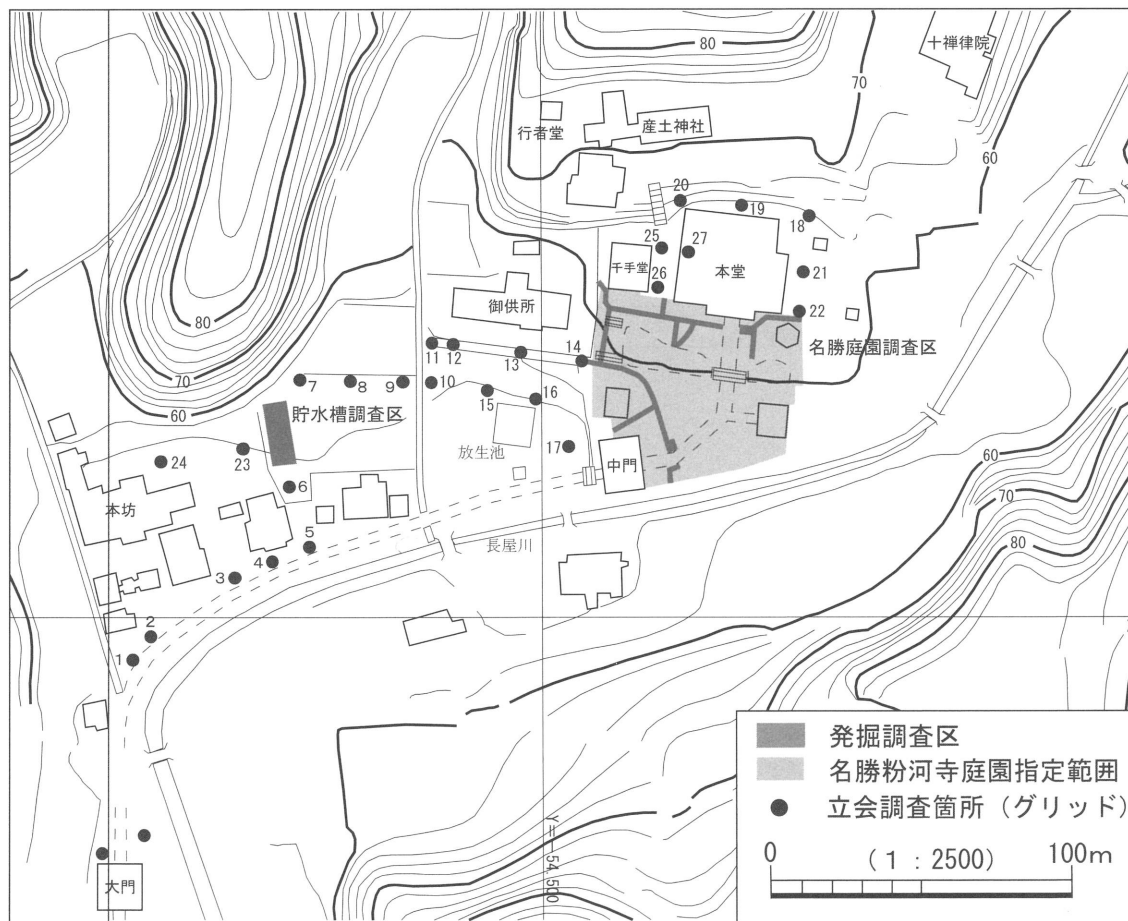 80
十禅律院
70
行者堂
産土神社
60
20
19
18
25
27
千手堂
本堂
21
26
22
御供所
名勝庭園調査区
80
70
60
11
12
13
14
7
8
9
10
15
16
貯水槽調査区
放生池
17
中門
23
24
6
本坊
5
4
3
長屋川
60
70
80
2
1
Y=-54,500
大門
発掘調査区
名勝粉河寺庭園指定範囲
立会調査箇所(グリッド)
0 (1:2500) 100m